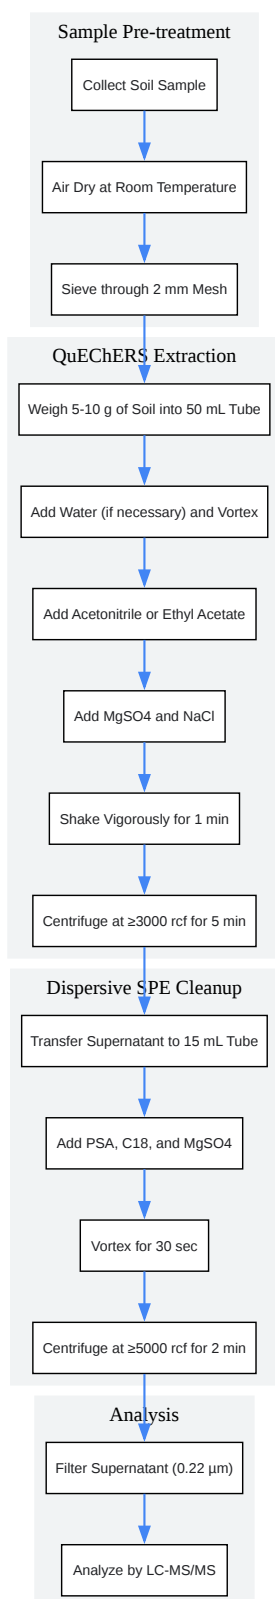 Sample Pre-treatment
Collect Soil Sample
Air Dry at Room Temperature
Sieve through 2 mm Mesh
QuEChERS Extraction
Weigh 5-10 g of Soil into 50 mL Tube
Add Water (if necessary) and Vortex
Add Acetonitrile or Ethyl Acetate
Add MgSO4 and NaCl
Shake Vigorously for 1 min
Centrifuge at ≥3000 rcf for 5 min
Dispersive SPE Cleanup
Transfer Supernatant to 15 mL Tube
Add PSA, C18, and MgSO4
Vortex for 30 sec
Centrifuge at ≥5000 rcf for 2 min
Analysis
Filter Supernatant (0.22 µm)
Analyze by LC-MS/MS